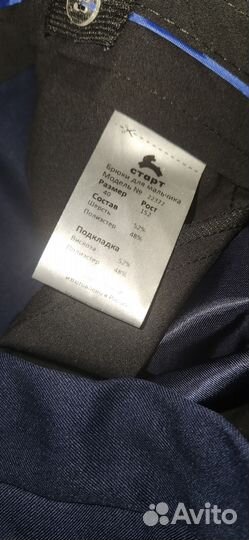 старт
Брюки для мальчика
Модель № 22327
Размер Рост
40 152
Состав
Шерсть 52%
Полиэстер 48%
Подкладка
Вискоза 52%
Полиэстер 48%
Avito